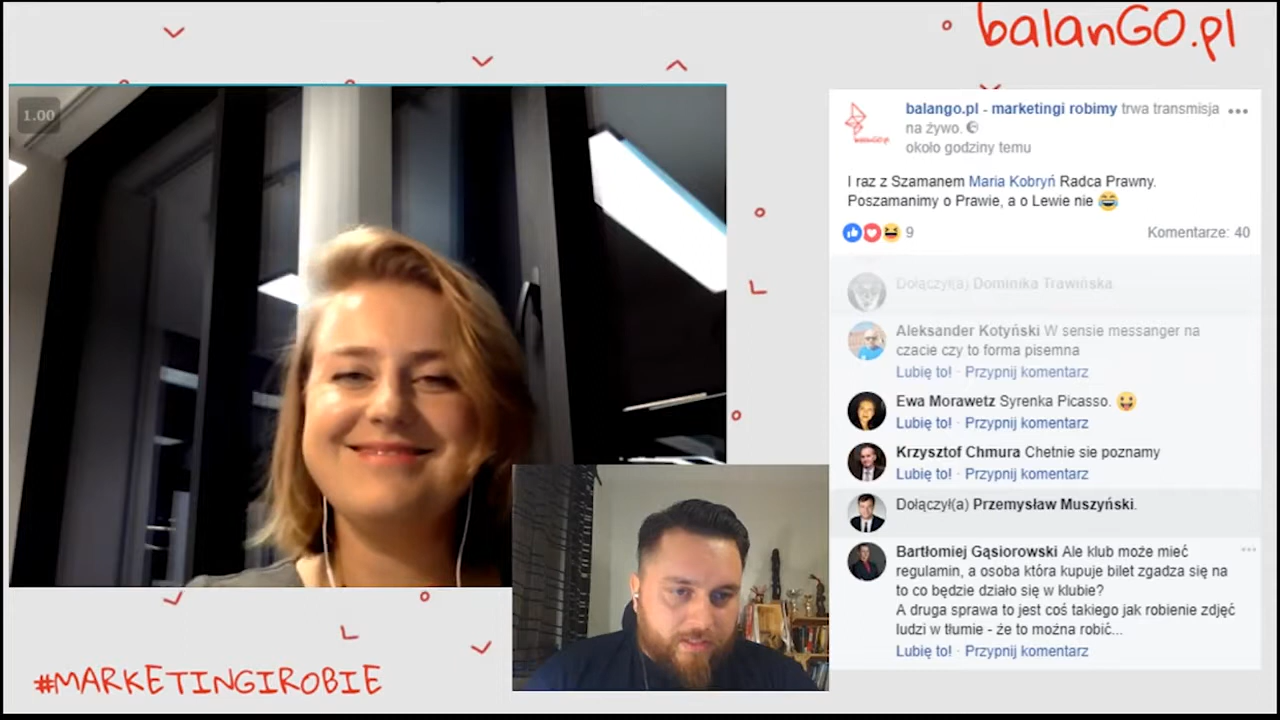 balanGO.pl
1.00
balango.pl - marketingi robimy trwa transmisja
na żywo.
około godziny temu
I raz z Szamanem Maria Kobryń Radca Prawny.
Poszamanimy o Prawie, a o Lewie nie 😂
9 Komentarze: 40
Dołączył(a) Dominika Trawińska.
Aleksander Kotyński W sensie messanger na
czacie czy to forma pisemna
Lubię to! · Przypnij komentarz
Ewa Morawetz Syrenka Picasso. 😛
Lubię to! · Przypnij komentarz
Krzysztof Chmura Chetnie sie poznamy
Lubię to! · Przypnij komentarz
Dołączył(a) Przemysław Muszyński.
Bartłomiej Gąsiorowski Ale klub może mieć
regulamin, a osoba która kupuje bilet zgadza się na
to co będzie działo się w klubie?
A druga sprawa to jest coś takiego jak robienie zdjęć
ludzi w tłumie - że to można robić...
Lubię to! · Przypnij komentarz
#MARKETINGIROBIE